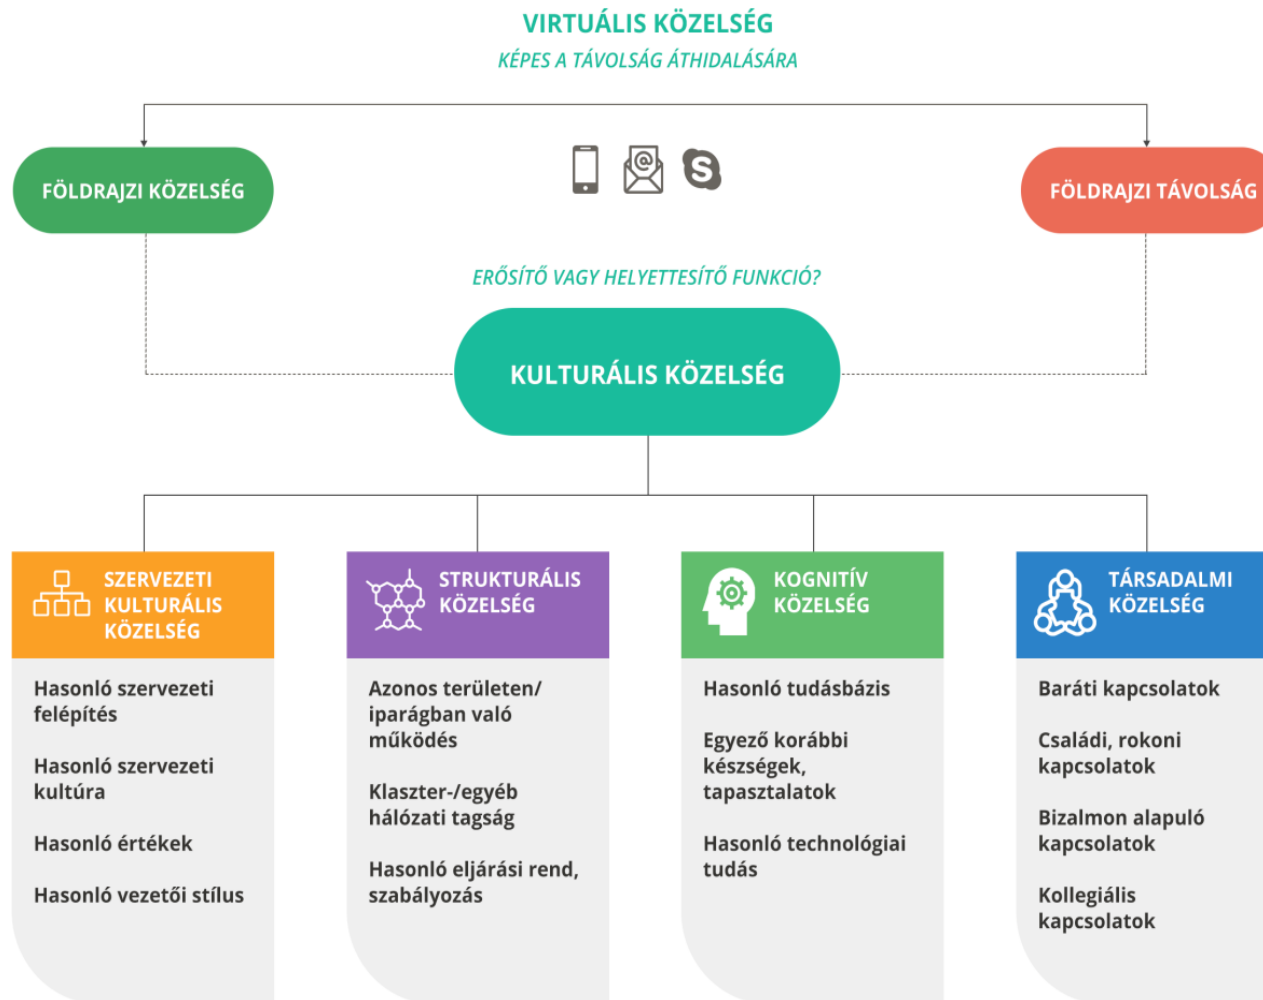 VIRTUÁLIS KÖZELSÉG
KÉPES A TÁVOLSÁG ÁTHIDALÁSÁRA
FÖLDRAJZI KÖZELSÉG
@
S
FÖLDRAJZI TÁVOLSÁG
ERŐSÍTŐ VAGY HELYETTESÍTŐ FUNKCIÓ?
KULTURÁLIS KÖZELSÉG
SZERVEZETI
KULTURÁLIS
KÖZELSÉG
Hasonló szervezeti
felépítés
Hasonló szervezeti
kultúra
Hasonló értékek
Hasonló vezetői stílus
STRUKTURÁLIS
KÖZELSÉG
Azonos területen/
iparágban való
működés
Klaszter-/egyéb
hálózati tagság
Hasonló eljárási rend,
szabályozás
KOGNITÍV
KÖZELSÉG
Hasonló tudásbázis
Egyező korábbi
készségek,
tapasztalatok
Hasonló technológiai
tudás
TÁRSADALMI
KÖZELSÉG
Baráti kapcsolatok
Családi, rokoni
kapcsolatok
Bizalmon alapuló
kapcsolatok
Kollegiális
kapcsolatok